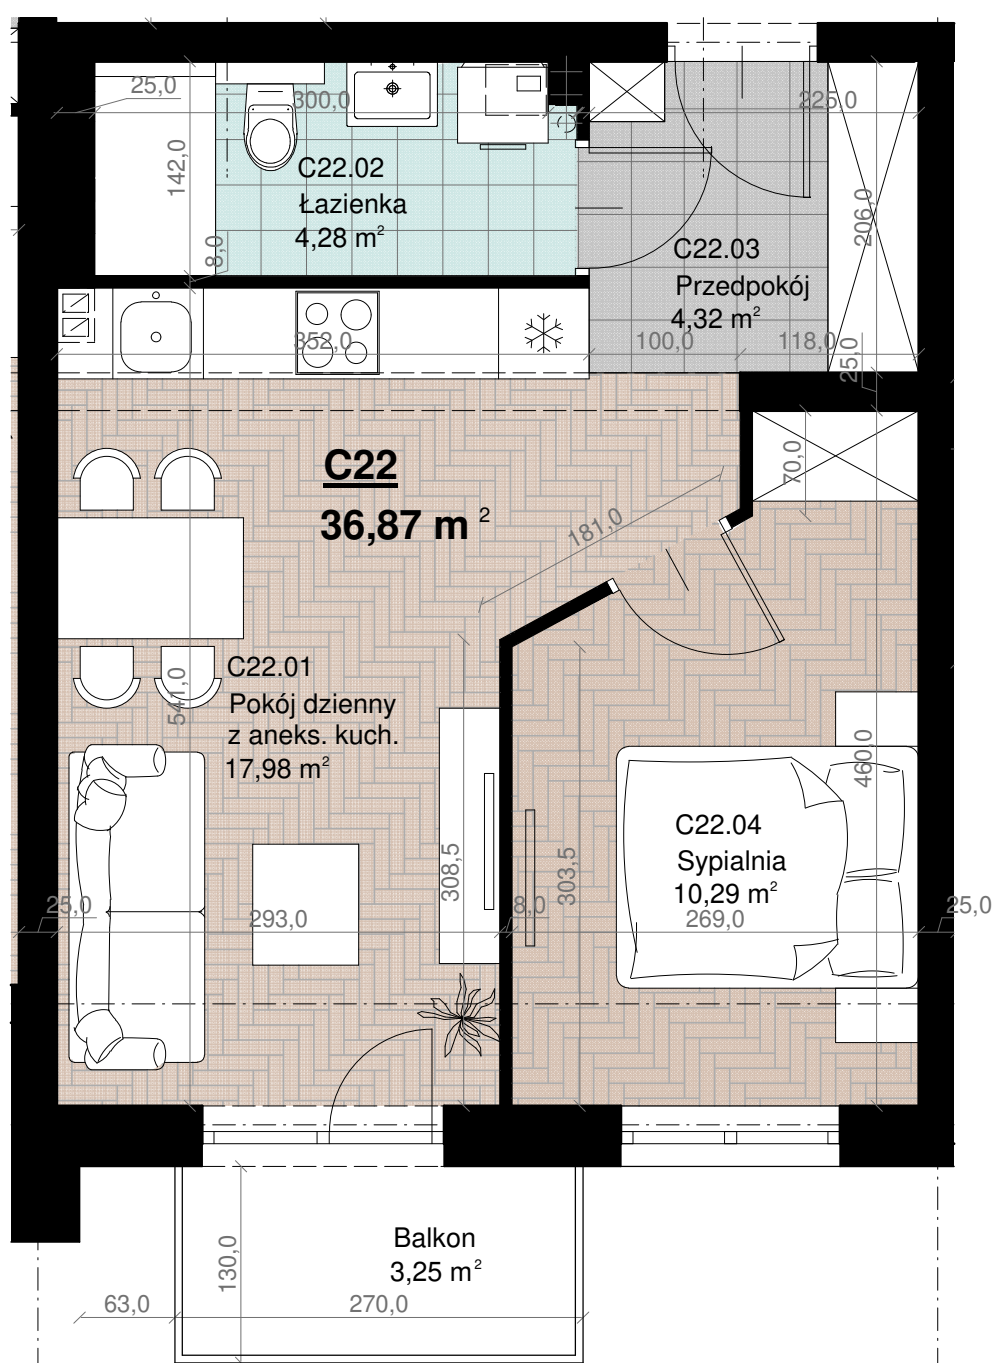 25,0
300,0
225,0
142,0
C22.02
Łazienka
4,28 m²
8,0
206,0
C22.03
Przedpokój
4,32 m²
352,0
100,0
118,0
25,0
C22
36,87 m²
70,0
181,0
C22.01
Pokój dzienny
z aneks. kuch.
17,98 m²
541,0
460,0
C22.04
Sypialnia
10,29 m²
308,5
303,5
25,0
293,0
8,0
269,0
25,0
Balkon
3,25 m²
130,0
63,0
270,0